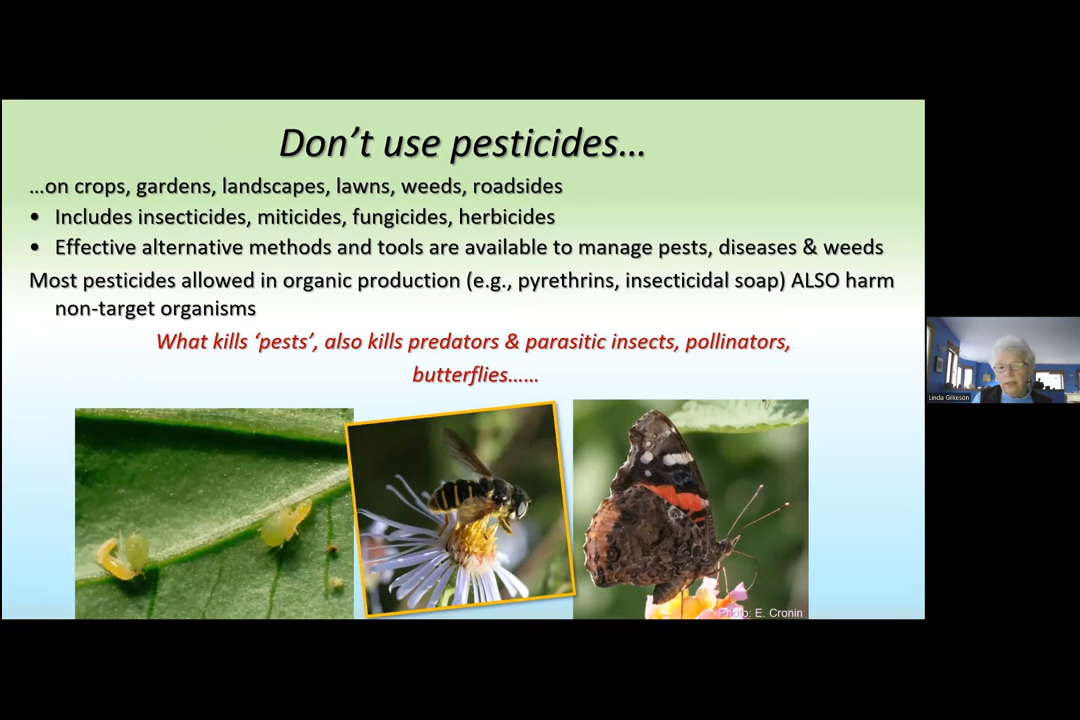 Don’t use pesticides…
…on crops, gardens, landscapes, lawns, weeds, roadsides
• Includes insecticides, miticides, fungicides, herbicides
• Effective alternative methods and tools are available to manage pests, diseases & weeds
Most pesticides allowed in organic production (e.g., pyrethrins, insecticidal soap) ALSO harm
non-target organisms
What kills ‘pests’, also kills predators & parasitic insects, pollinators,
butterflies……
Photo: E. Cronin
Linda Gilkeson